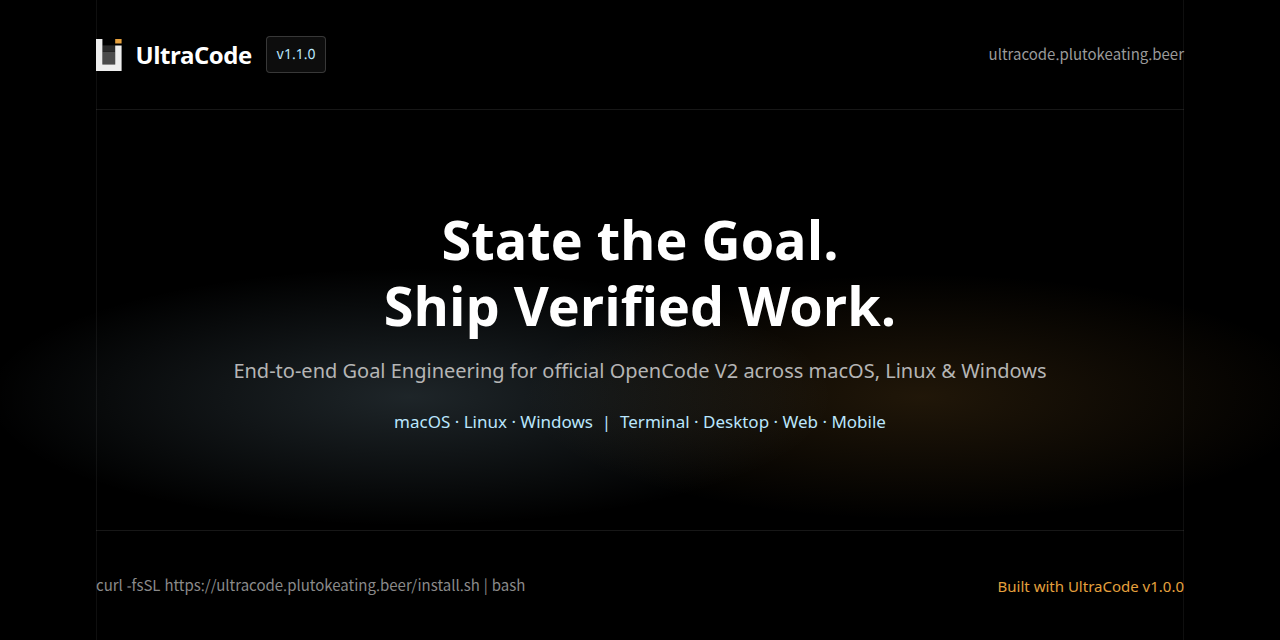 UltraCode v1.1.0
ultracode.plutokeating.beer
State the Goal.
Ship Verified Work.
End-to-end Goal Engineering for official OpenCode V2 across macOS, Linux & Windows
macOS · Linux · Windows | Terminal · Desktop · Web · Mobile
curl -fsSL https://ultracode.plutokeating.beer/install.sh | bash
Built with UltraCode v1.0.0